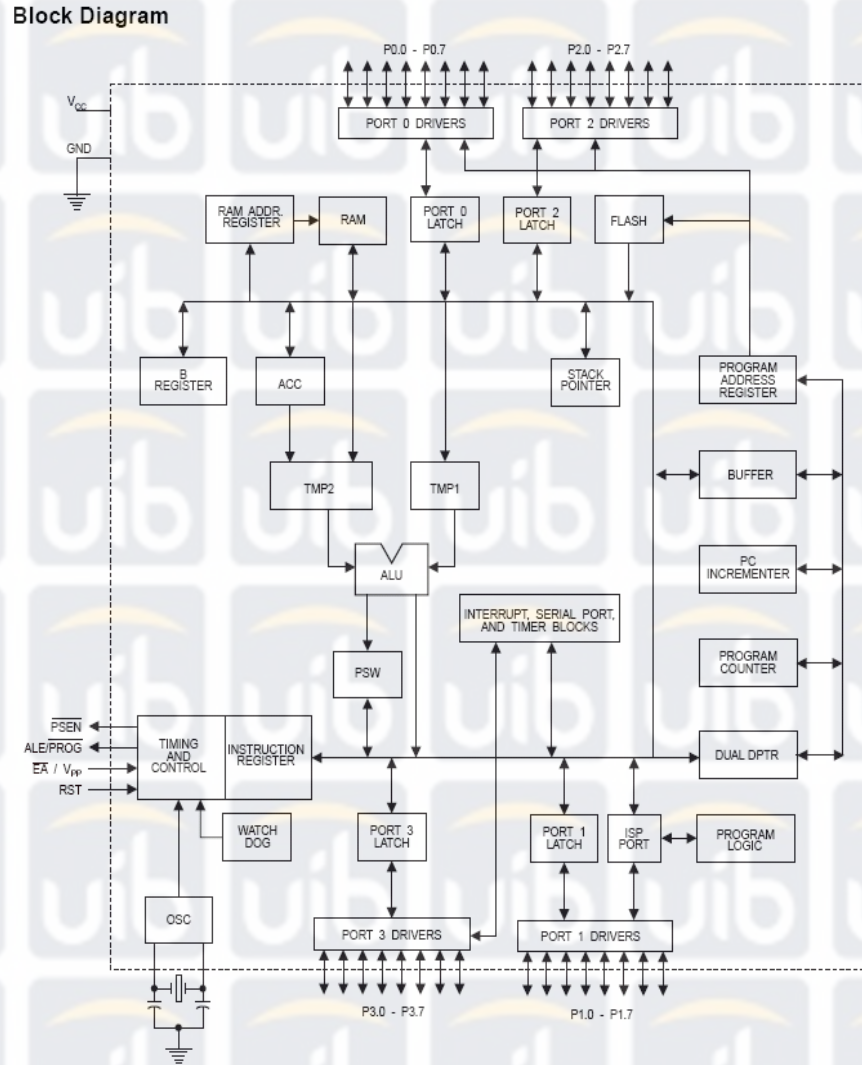 Block Diagram
P0.0 - P0.7
P2.0 - P2.7
VCC
PORT 0 DRIVERS
PORT 2 DRIVERS
GND
RAM ADDR.
REGISTER
RAM
PORT 0
LATCH
PORT 2
LATCH
FLASH
B
REGISTER
ACC
STACK
POINTER
PROGRAM
ADDRESS
REGISTER
TMP2
TMP1
BUFFER
ALU
PC
INCREMENTER
INTERRUPT, SERIAL PORT,
AND TIMER BLOCKS
PSW
PROGRAM
COUNTER
PSEN
ALE/PROG
EA / VPP
RST
TIMING
AND
CONTROL
INSTRUCTION
REGISTER
DUAL DPTR
WATCH
DOG
PORT 3
LATCH
PORT 1
LATCH
ISP
PORT
PROGRAM
LOGIC
OSC
PORT 3 DRIVERS
PORT 1 DRIVERS
P3.0 - P3.7
P1.0 - P1.7
uib